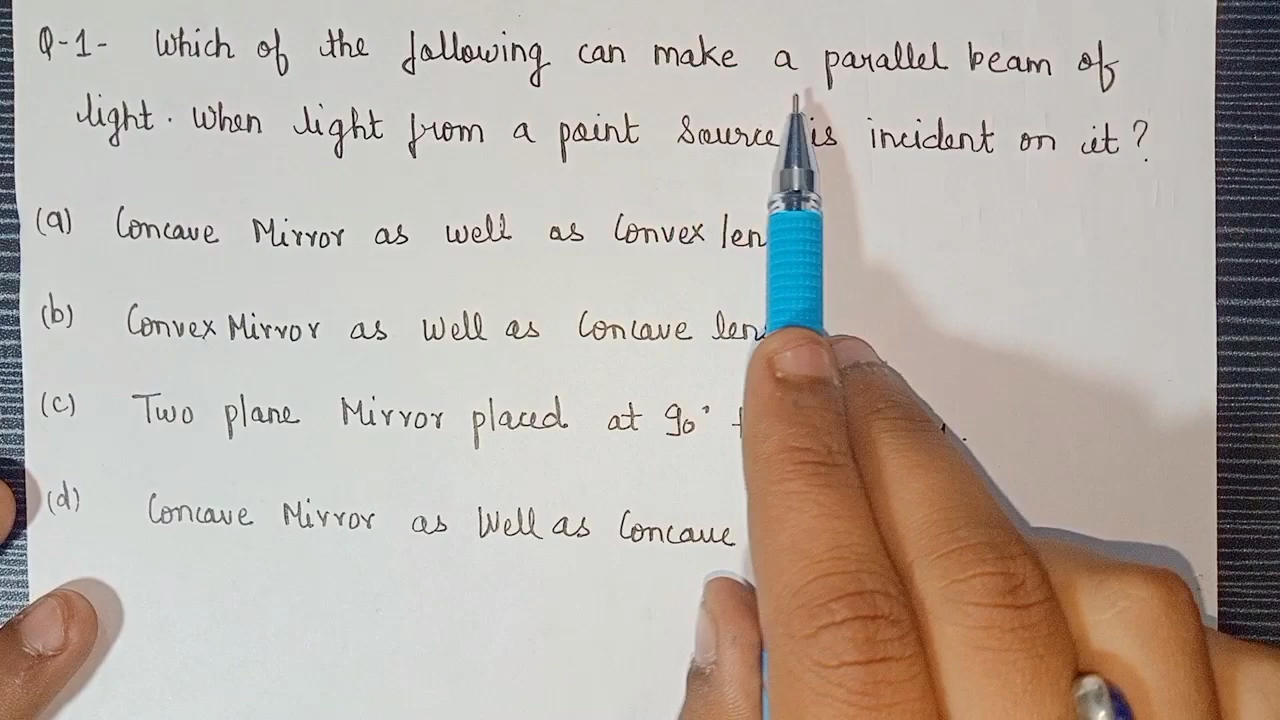 Q-1- Which of the following can make a parallel beam of
light. When light from a point source is incident on it?
(a) Concave Mirror as well as Convex len
(b) Convex Mirror as well as Concave len
(c) Two plane Mirror placed at 90°
(d) Concave Mirror as Well as Concave